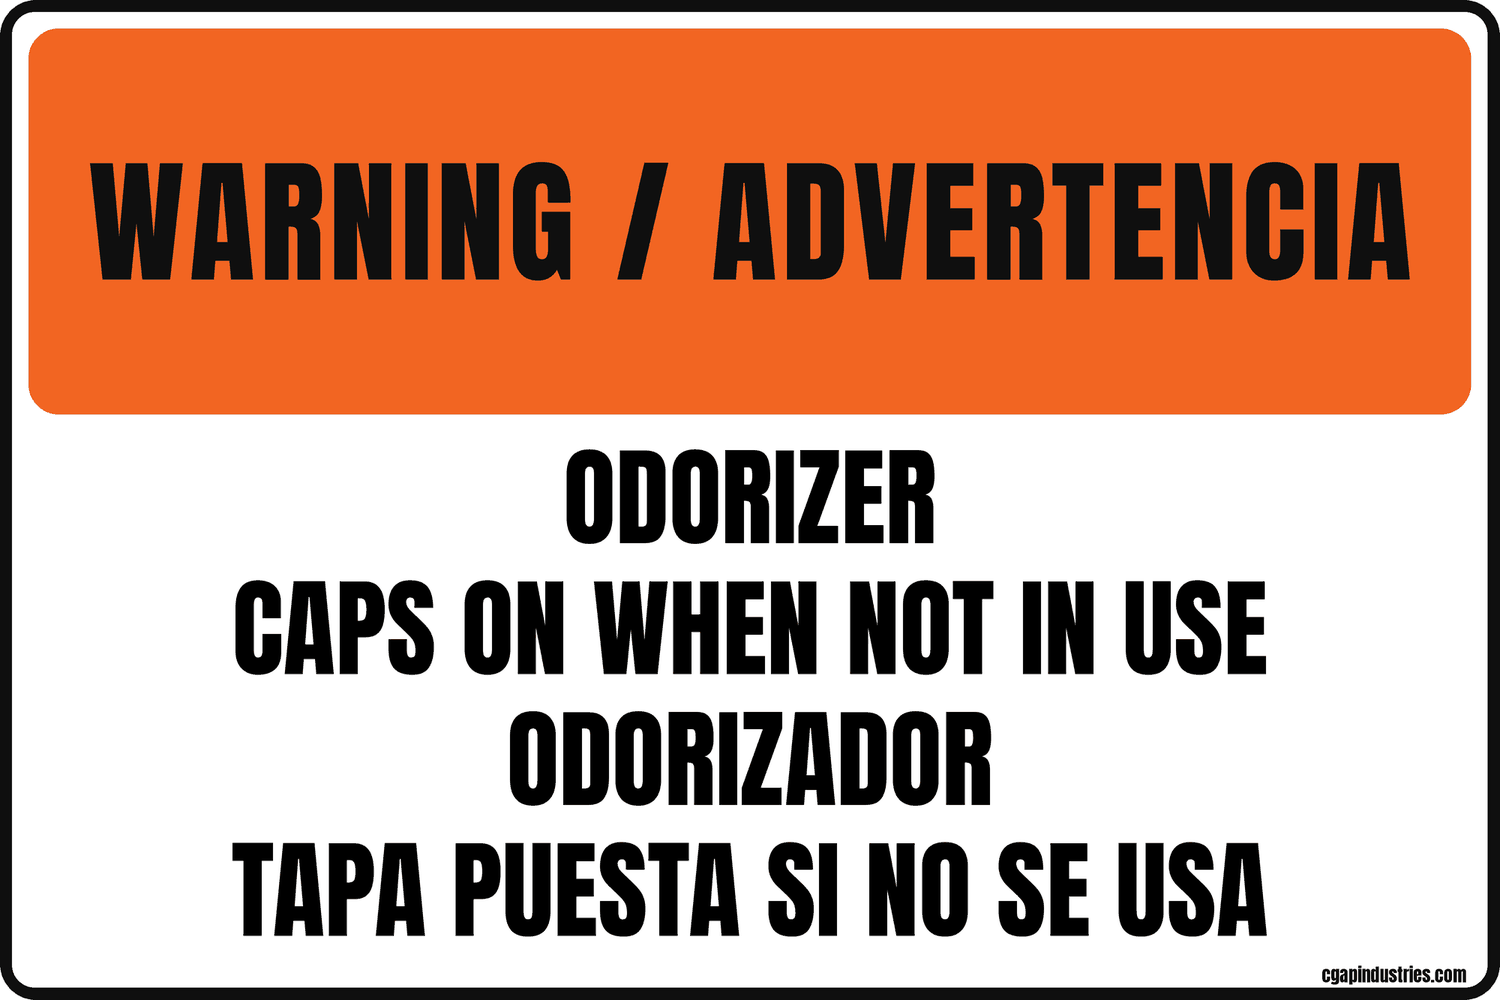 WARNING / ADVERTENCIA
ODORIZER
CAPS ON WHEN NOT IN USE
ODORIZADOR
TAPA PUESTA SI NO SE USA
cgapindustries.com